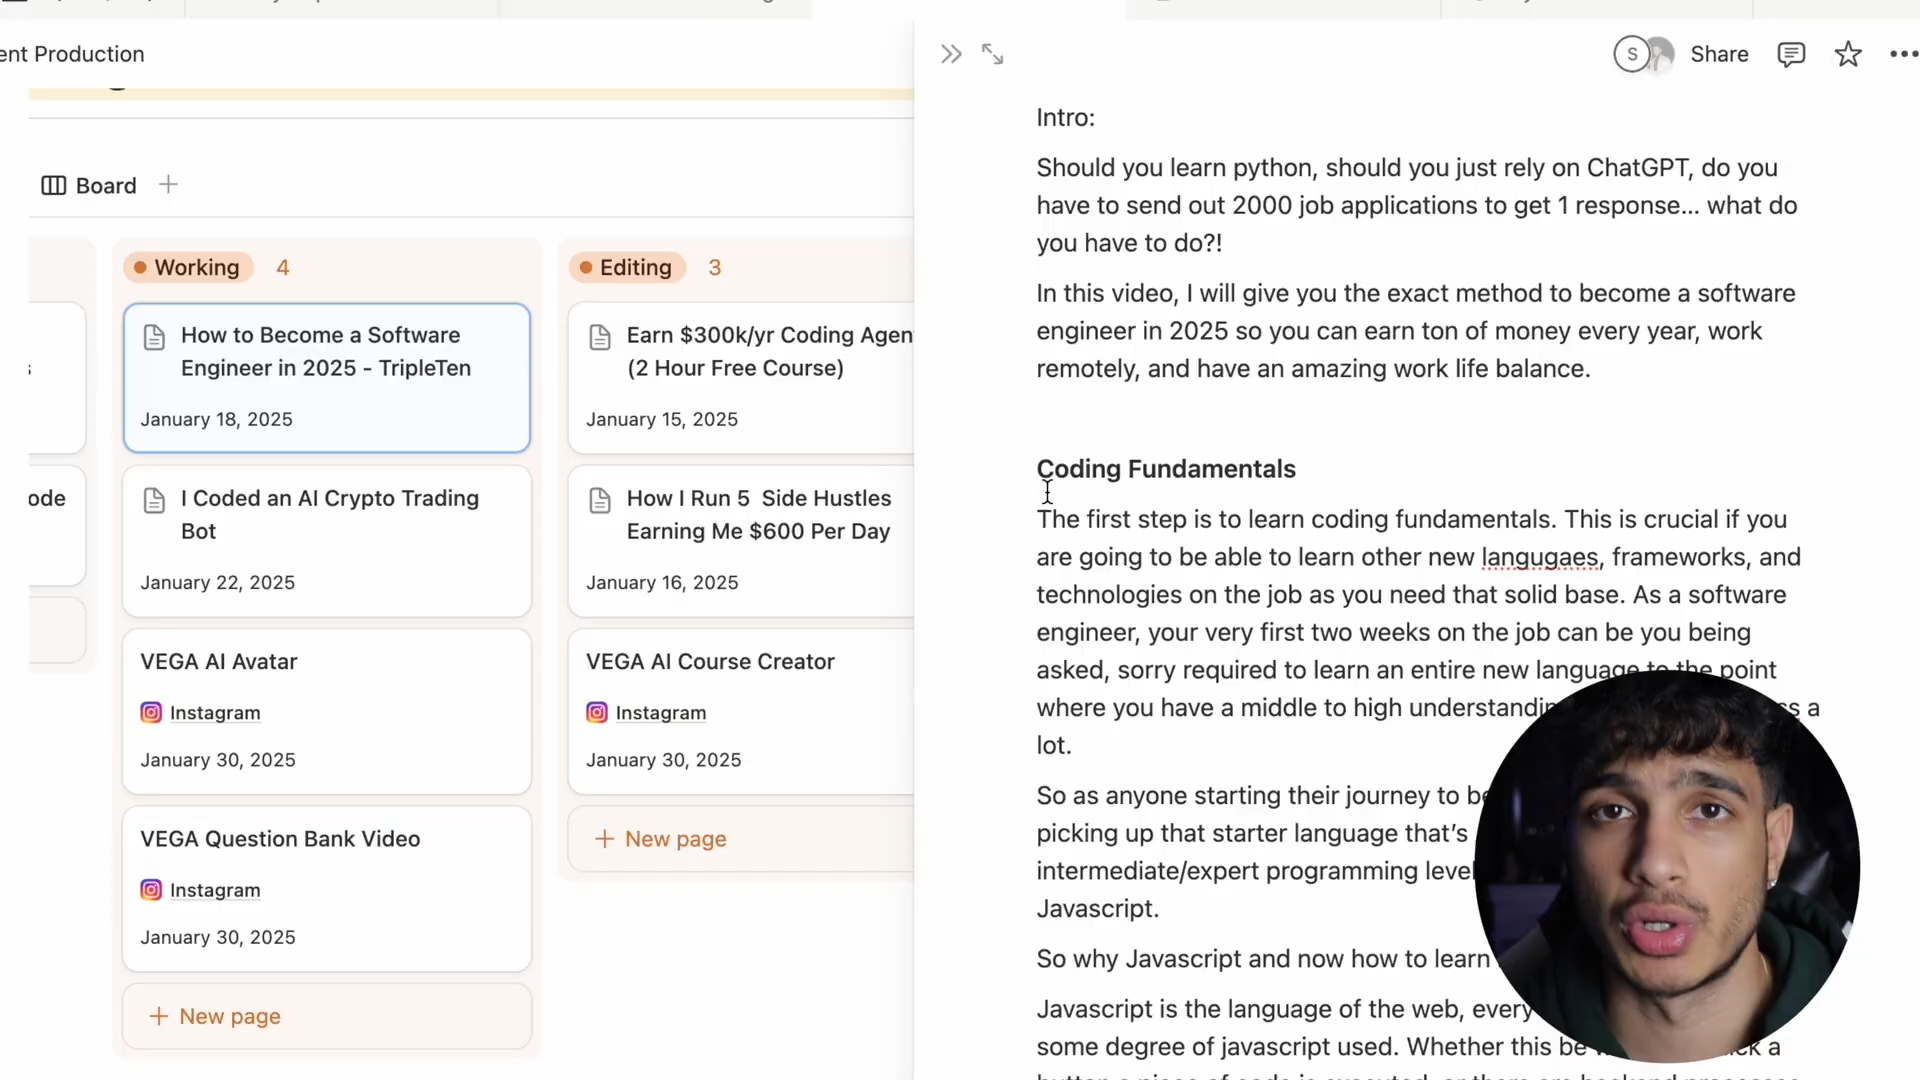 ent Production
Share
S
Board
Working 4
How to Become a Software
Engineer in 2025 - TripleTen
January 18, 2025
I Coded an AI Crypto Trading
Bot
January 22, 2025
VEGA AI Avatar
Instagram
January 30, 2025
VEGA Question Bank Video
Instagram
January 30, 2025
+ New page
ode
s
Editing 3
Earn $300k/yr Coding Agen
(2 Hour Free Course)
January 15, 2025
How I Run 5 Side Hustles
Earning Me $600 Per Day
January 16, 2025
VEGA AI Course Creator
Instagram
January 30, 2025
+ New page
Intro:
Should you learn python, should you just rely on ChatGPT, do you
have to send out 2000 job applications to get 1 response... what do
you have to do?!
In this video, I will give you the exact method to become a software
engineer in 2025 so you can earn ton of money every year, work
remotely, and have an amazing work life balance.
Coding Fundamentals
The first step is to learn coding fundamentals. This is crucial if you
are going to be able to learn other new langugaes, frameworks, and
technologies on the job as you need that solid base. As a software
engineer, your very first two weeks on the job can be you being
asked, sorry required to learn an entire new language to the point
where you have a middle to high understandin ss a
lot.
So as anyone starting their journey to be
picking up that starter language that's
intermediate/expert programming level
Javascript.
So why Javascript and now how to learn
Javascript is the language of the web, every
some degree of javascript used. Whether this be ck a